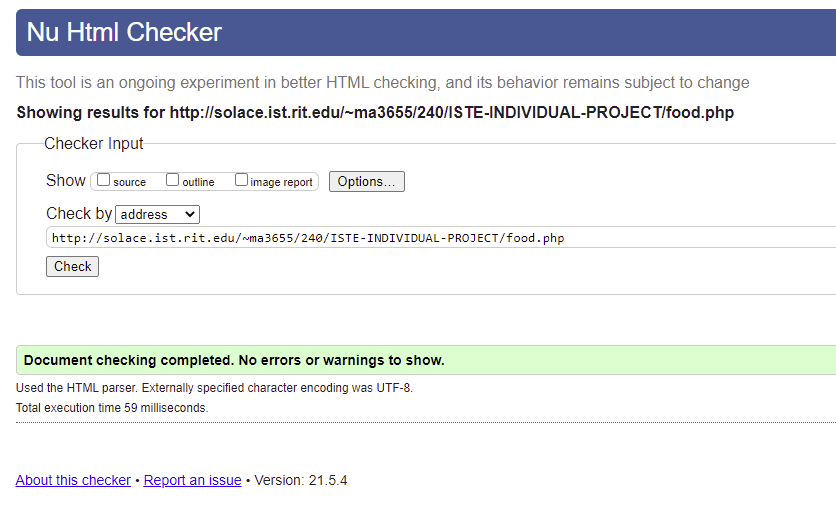 Nu Html Checker
This tool is an ongoing experiment in better HTML checking, and its behavior remains subject to change
Showing results for http://solace.ist.rit.edu/~ma3655/240/ISTE-INDIVIDUAL-PROJECT/food.php
Checker Input
Show source outline image report Options...
Check by address
http://solace.ist.rit.edu/~ma3655/240/ISTE-INDIVIDUAL-PROJECT/food.php
Check
Document checking completed. No errors or warnings to show.
Used the HTML parser. Externally specified character encoding was UTF-8.
Total execution time 59 milliseconds.
About this checker • Report an issue • Version: 21.5.4